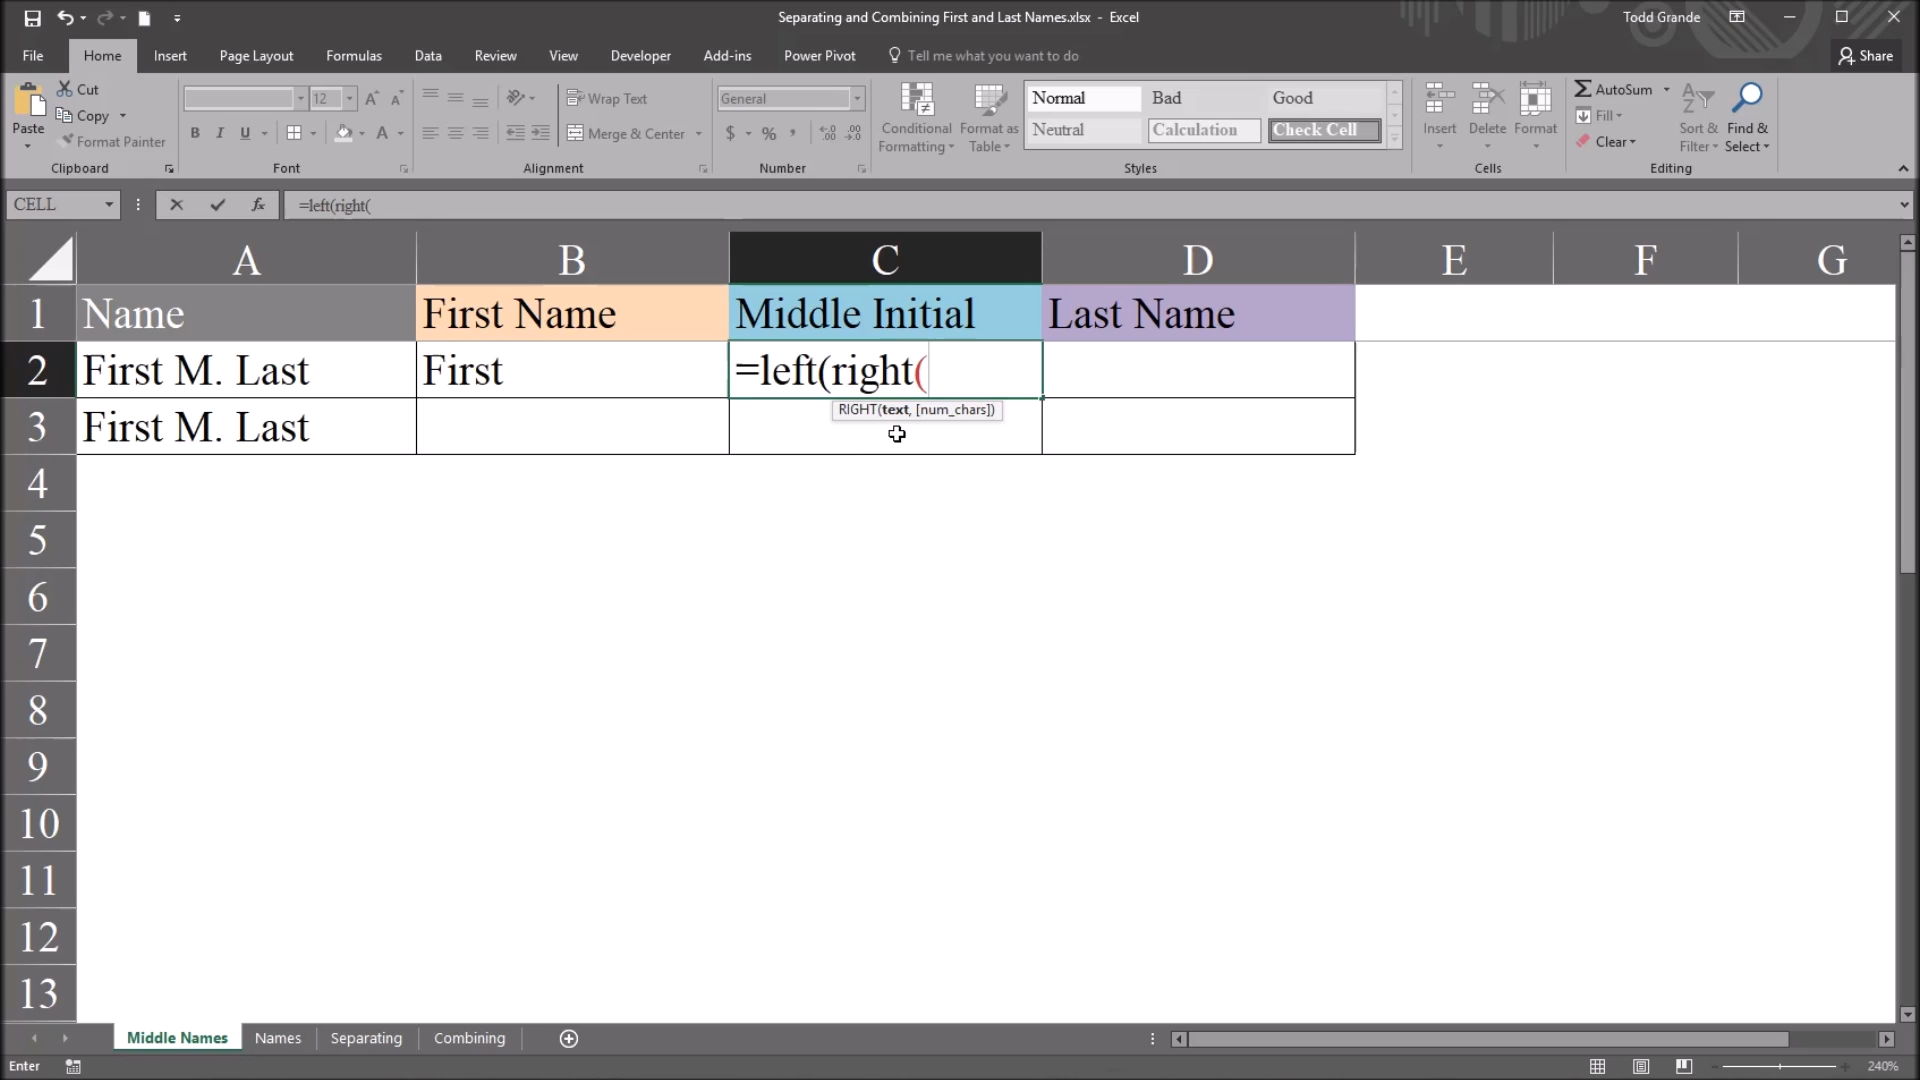 Separating and Combining First and Last Names.xlsx - Excel
Todd Grande
File Home Insert Page Layout Formulas Data Review View Developer Add-ins Power Pivot Tell me what you want to do
Share
Paste
Cut
Copy
Format Painter
Clipboard
12
A A
B I U A
Font
Wrap Text
Merge & Center
Alignment
General
$ % ,
Number
Conditional Formatting
Format as Table
Normal Bad Good
Neutral Calculation Check Cell
Styles
Insert Delete Format
Cells
AutoSum
Fill
Clear
Sort & Filter
Find & Select
Editing
CELL
fx
=left(right(
A B C D E F G
1 Name First Name Middle Initial Last Name
2 First M. Last First =left(right(
RIGHT(text, [num_chars])
3 First M. Last
4
5
6
7
8
9
10
11
12
13
Middle Names Names Separating Combining
Enter
240%